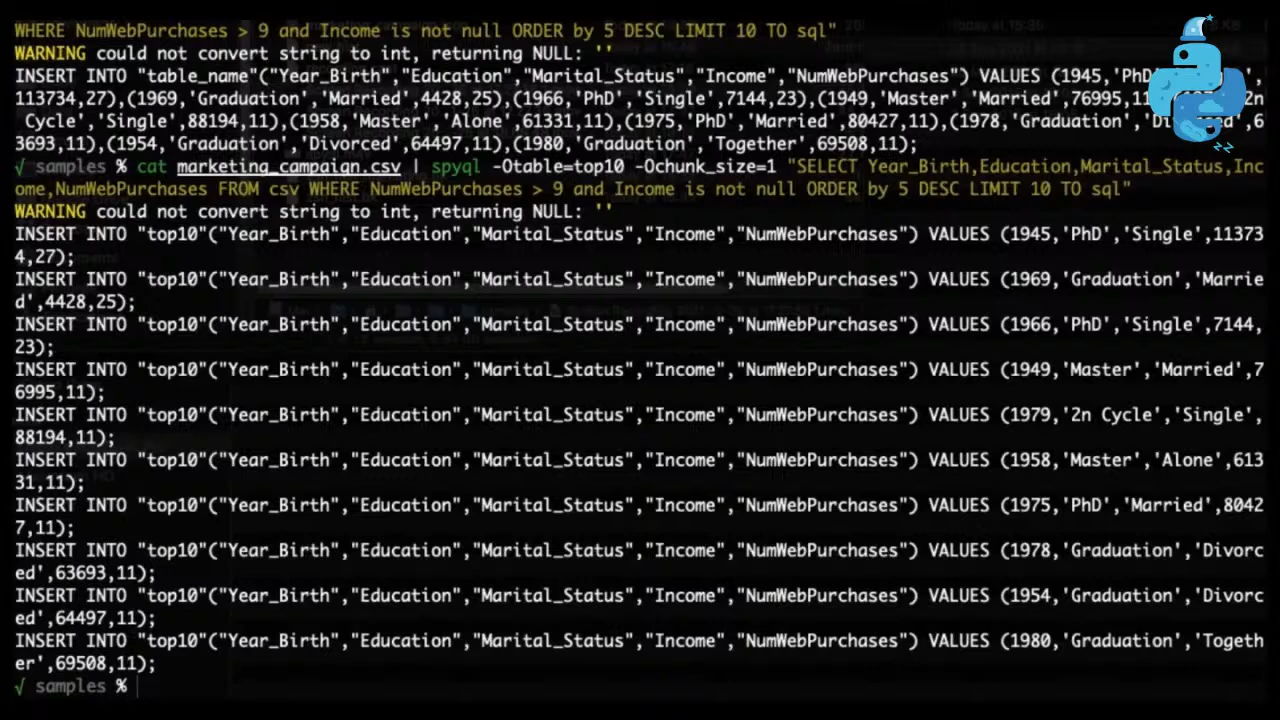 WHERE NumWebPurchases > 9 and Income is not null ORDER by 5 DESC LIMIT 10 TO sql"
WARNING could not convert string to int, returning NULL: ''
INSERT INTO "table_name"("Year_Birth","Education","Marital_Status","Income","NumWebPurchases") VALUES (1945,'PhD
113734,27),(1969,'Graduation','Married',4428,25),(1966,'PhD','Single',7144,23),(1949,'Master','Married',76995,11
Cycle','Single',88194,11),(1958,'Master','Alone',61331,11),(1975,'PhD','Married',80427,11),(1978,'Graduation',
3693,11),(1954,'Graduation','Divorced',64497,11),(1980,'Graduation','Together',69508,11);
√ samples % cat marketing_campaign.csv | spyql -Otable=top10 -Ochunk_size=1 "SELECT Year_Birth,Education,Marital_Status,Inc
ome,NumWebPurchases FROM csv WHERE NumWebPurchases > 9 and Income is not null ORDER by 5 DESC LIMIT 10 TO sql"
WARNING could not convert string to int, returning NULL: ''
INSERT INTO "top10"("Year_Birth","Education","Marital_Status","Income","NumWebPurchases") VALUES (1945,'PhD','Single',11373
4,27);
INSERT INTO "top10"("Year_Birth","Education","Marital_Status","Income","NumWebPurchases") VALUES (1969,'Graduation','Marrie
d',4428,25);
INSERT INTO "top10"("Year_Birth","Education","Marital_Status","Income","NumWebPurchases") VALUES (1966,'PhD','Single',7144,
23);
INSERT INTO "top10"("Year_Birth","Education","Marital_Status","Income","NumWebPurchases") VALUES (1949,'Master','Married',7
6995,11);
INSERT INTO "top10"("Year_Birth","Education","Marital_Status","Income","NumWebPurchases") VALUES (1979,'2n Cycle','Single',
88194,11);
INSERT INTO "top10"("Year_Birth","Education","Marital_Status","Income","NumWebPurchases") VALUES (1958,'Master','Alone',613
31,11);
INSERT INTO "top10"("Year_Birth","Education","Marital_Status","Income","NumWebPurchases") VALUES (1975,'PhD','Married',8042
7,11);
INSERT INTO "top10"("Year_Birth","Education","Marital_Status","Income","NumWebPurchases") VALUES (1978,'Graduation','Divorc
ed',63693,11);
INSERT INTO "top10"("Year_Birth","Education","Marital_Status","Income","NumWebPurchases") VALUES (1954,'Graduation','Divorc
ed',64497,11);
INSERT INTO "top10"("Year_Birth","Education","Marital_Status","Income","NumWebPurchases") VALUES (1980,'Graduation','Togeth
er',69508,11);
√ samples %